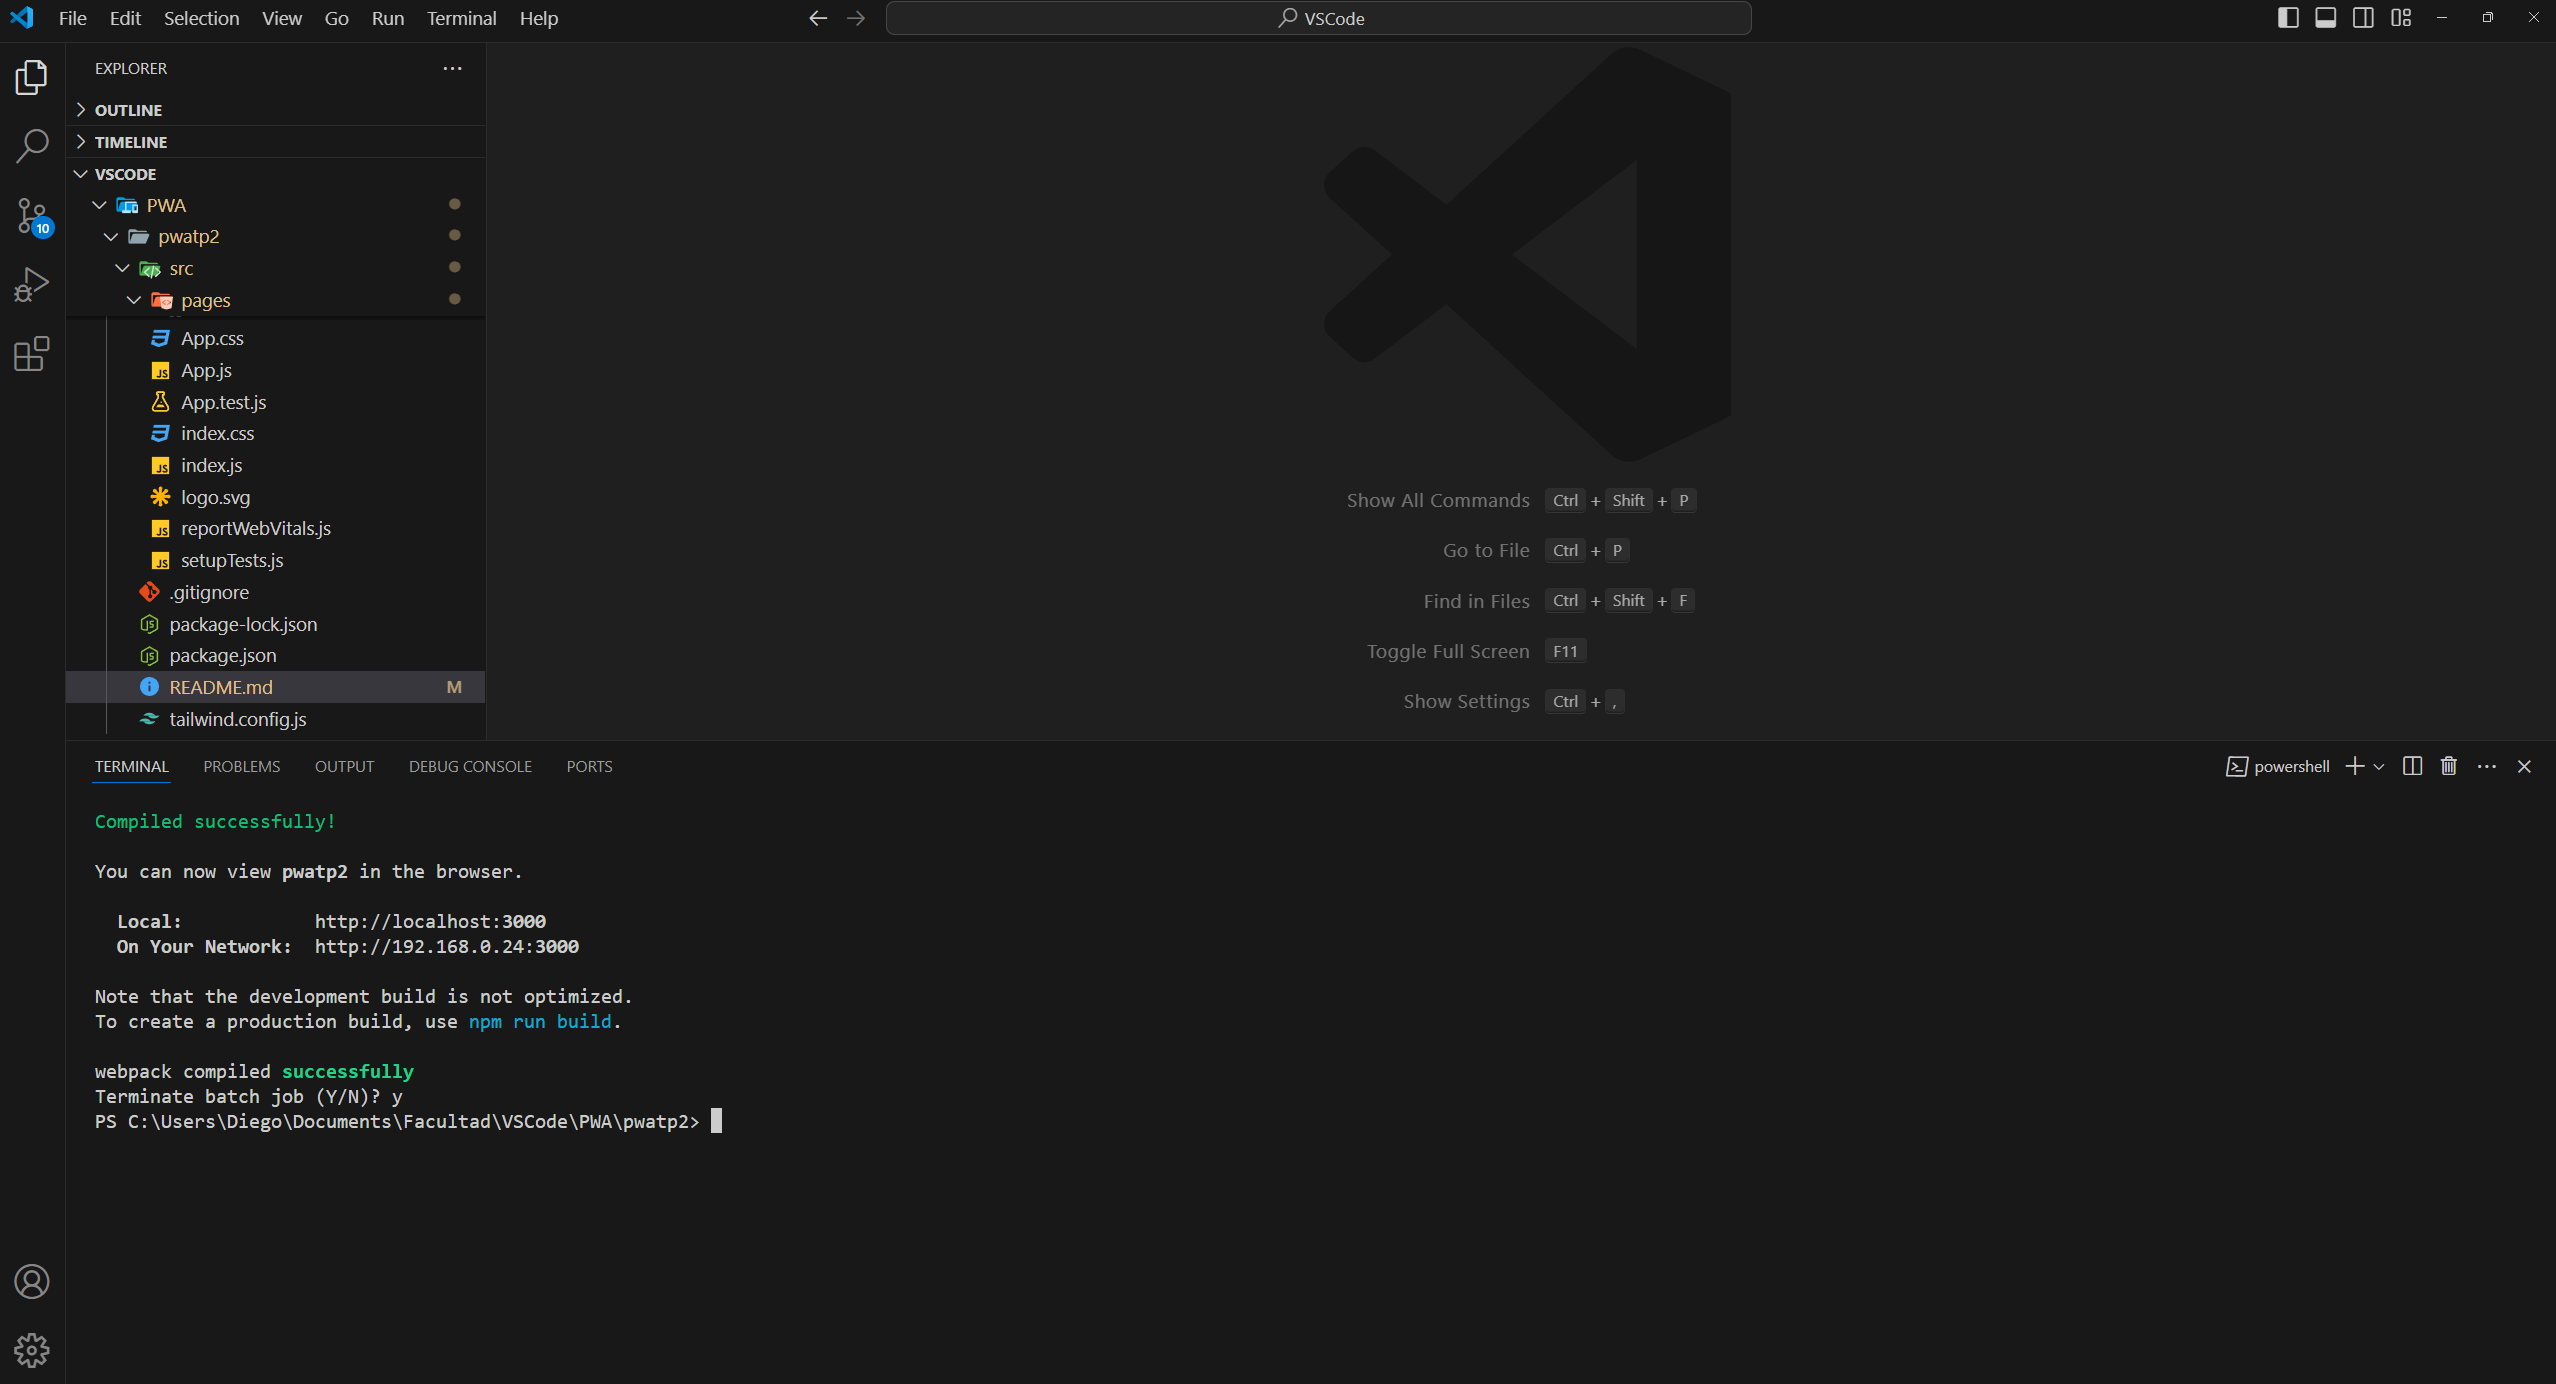 File Edit Selection View Go Run Terminal Help
VSCode
EXPLORER
OUTLINE
TIMELINE
VSCODE
PWA
pwatp2
src
pages
App.css
App.js
App.test.js
index.css
index.js
logo.svg
reportWebVitals.js
setupTests.js
.gitignore
package-lock.json
package.json
README.md M
tailwind.config.js
10
Show All Commands Ctrl + Shift + P
Go to File Ctrl + P
Find in Files Ctrl + Shift + F
Toggle Full Screen F11
Show Settings Ctrl + ,
TERMINAL PROBLEMS OUTPUT DEBUG CONSOLE PORTS
powershell
Compiled successfully!
You can now view pwatp2 in the browser.
Local: http://localhost:3000
On Your Network: http://192.168.0.24:3000
Note that the development build is not optimized.
To create a production build, use npm run build.
webpack compiled successfully
Terminate batch job (Y/N)? y
PS C:\Users\Diego\Documents\Facultad\VSCode\PWA\pwatp2>